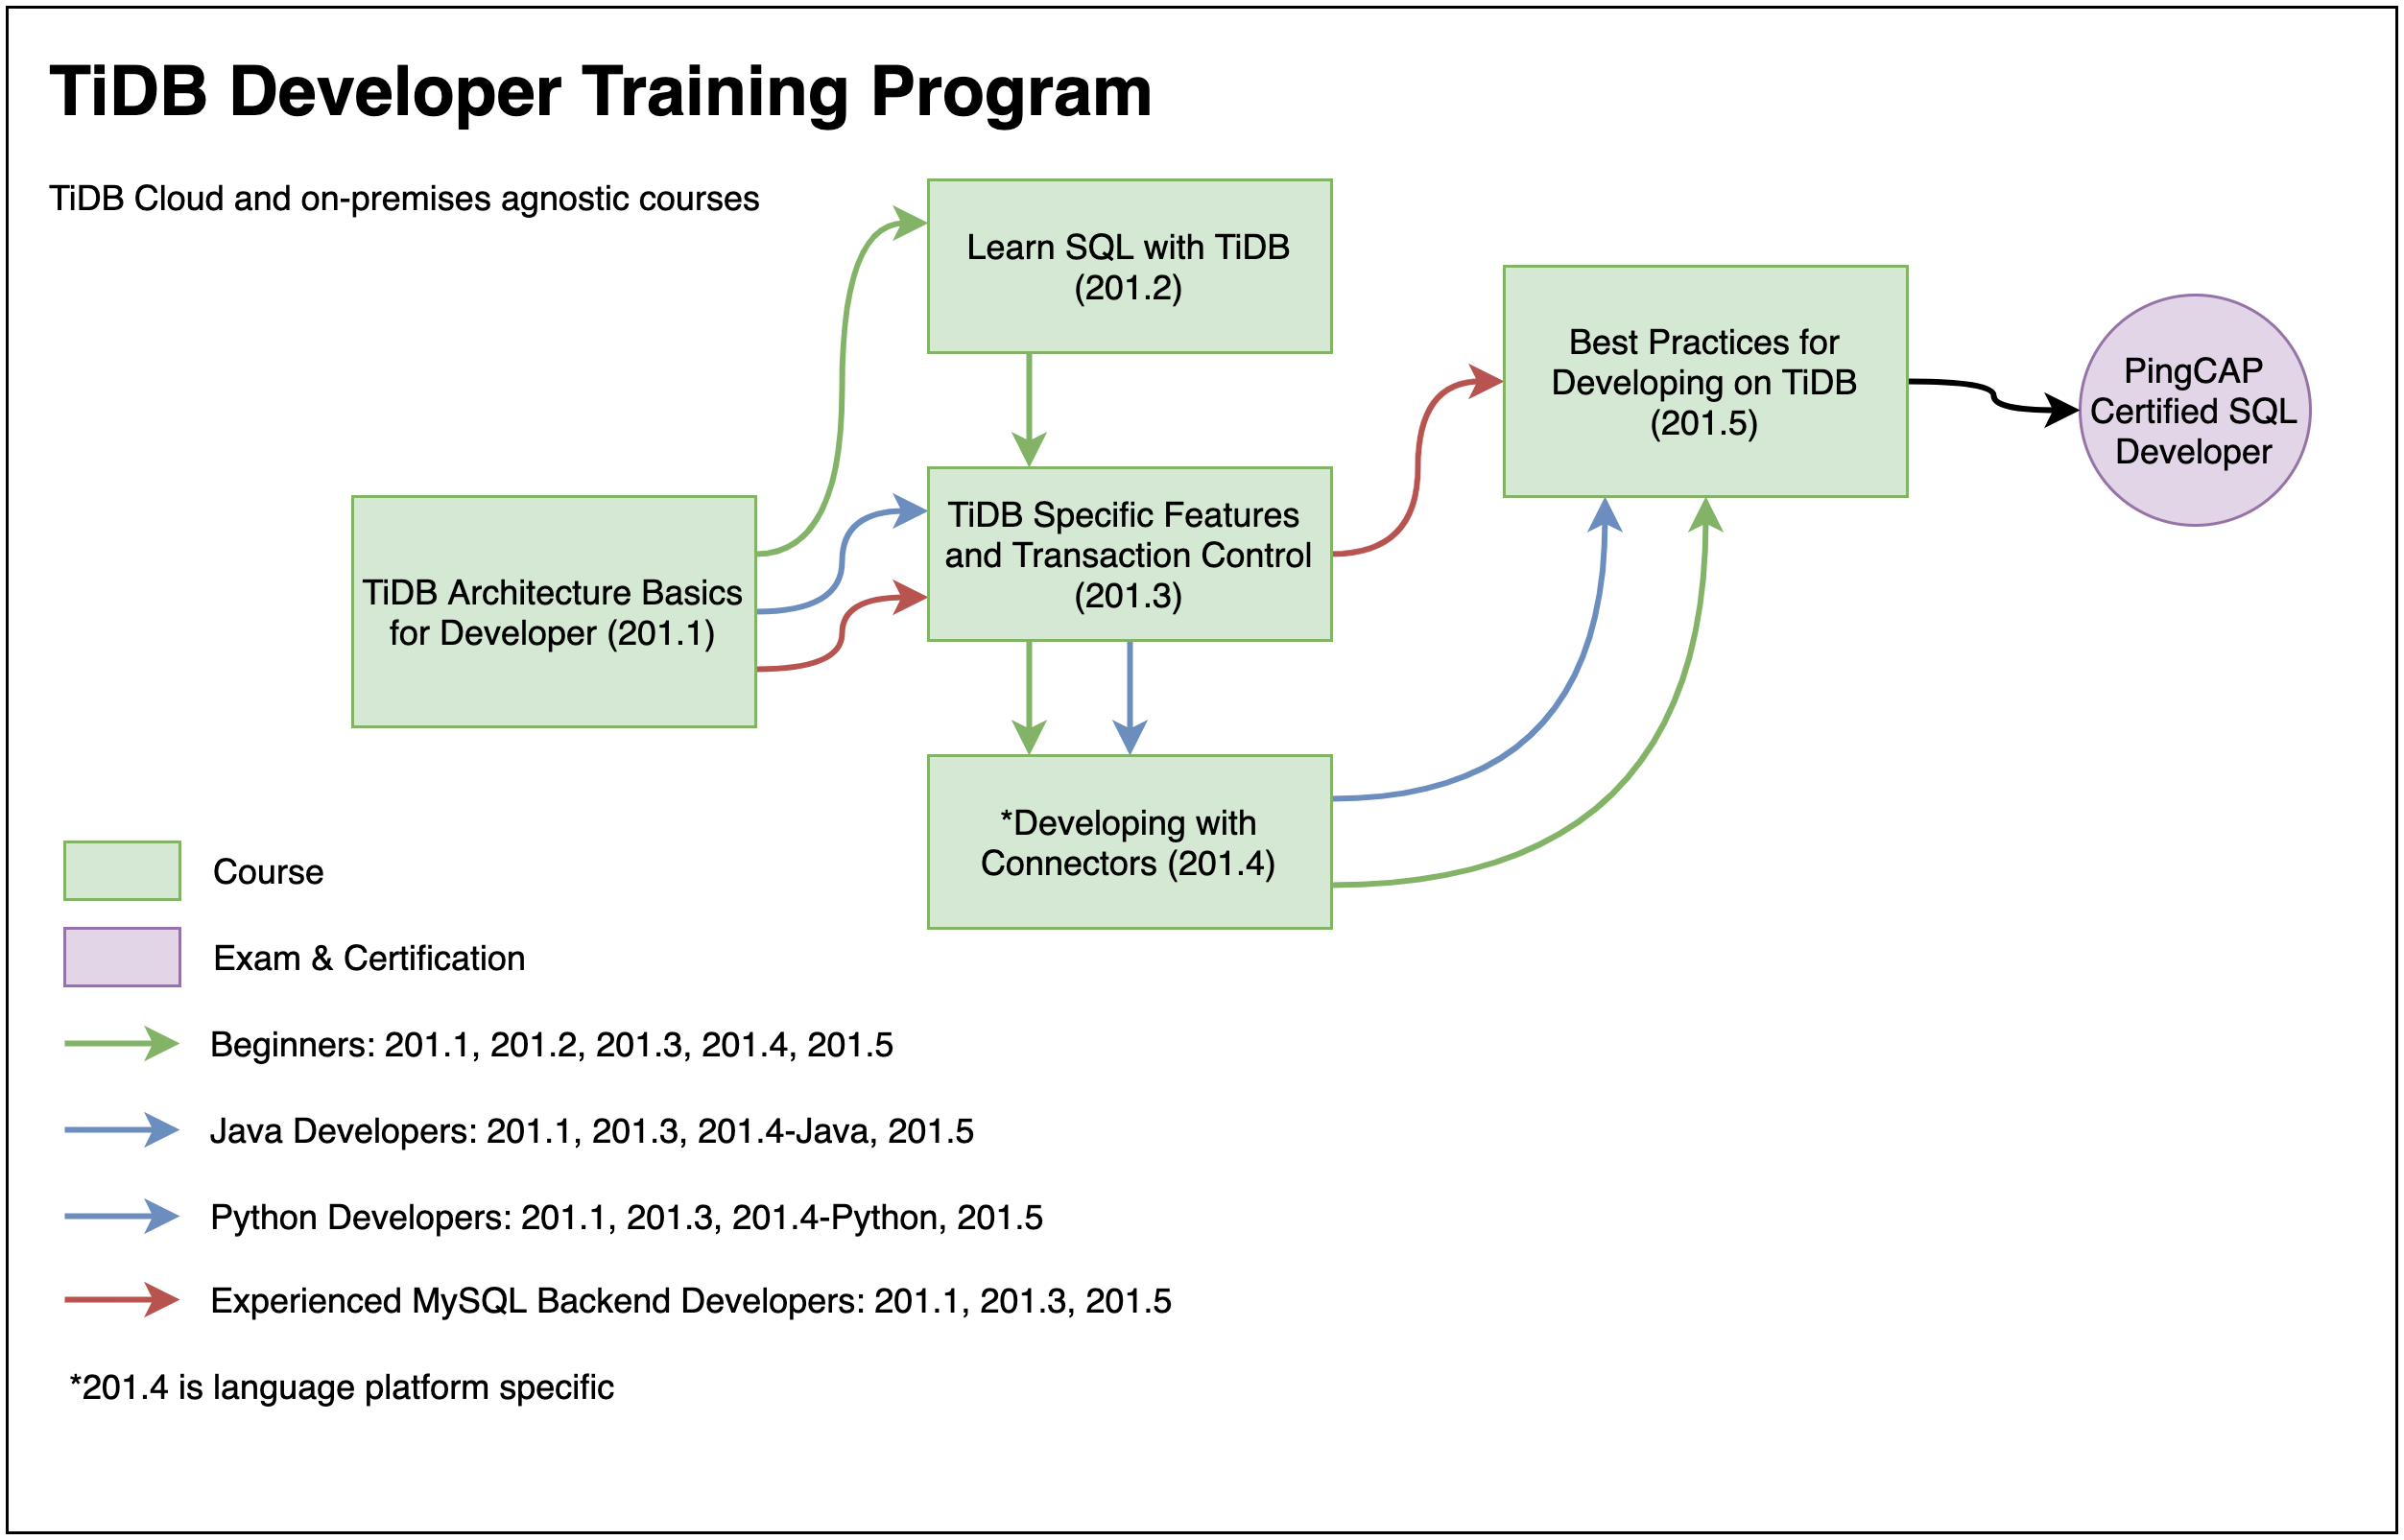 TiDB Developer Training Program
TiDB Cloud and on-premises agnostic courses
Learn SQL with TiDB
(201.2)
Best Practices for
Developing on TiDB
(201.5)
PingCAP
Certified SQL
Developer
TiDB Specific Features
and Transaction Control
(201.3)
TiDB Architecture Basics
for Developer (201.1)
*Developing with
Connectors (201.4)
Course
Exam & Certification
Beginners: 201.1, 201.2, 201.3, 201.4, 201.5
Java Developers: 201.1, 201.3, 201.4-Java, 201.5
Python Developers: 201.1, 201.3, 201.4-Python, 201.5
Experienced MySQL Backend Developers: 201.1, 201.3, 201.5
*201.4 is language platform specific